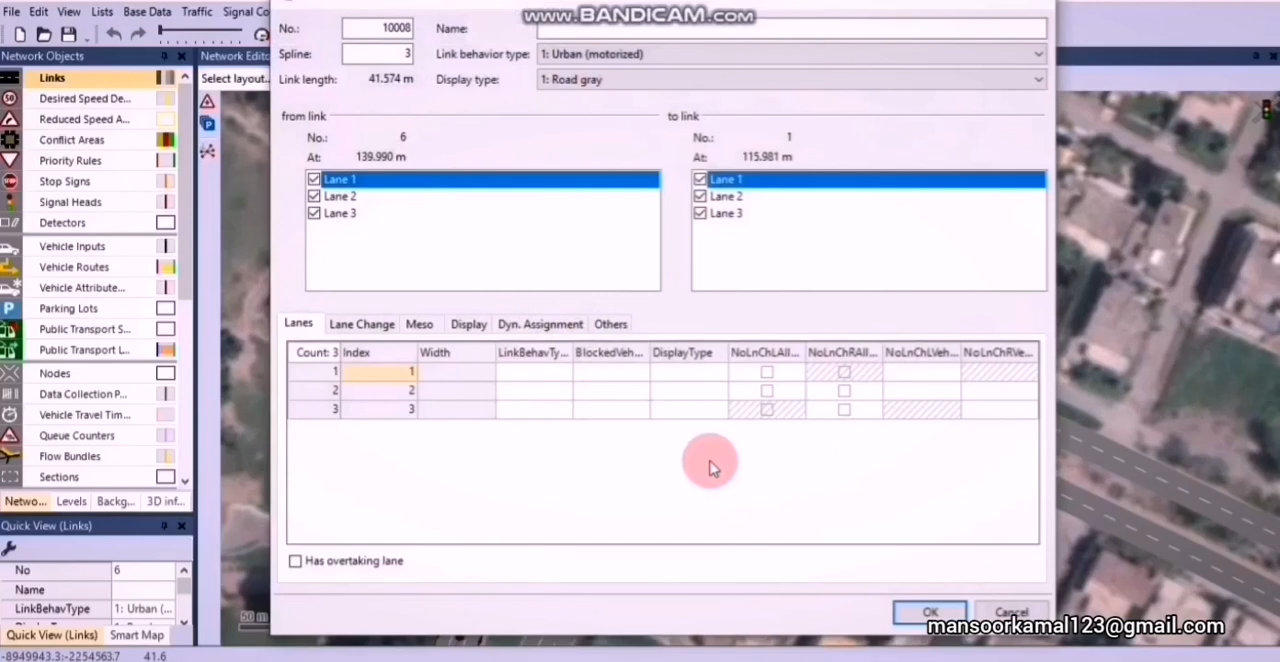 www.BANDICAM.com
File Edit View Lists Base Data Traffic Signal Co
Network Objects
Network Edito
Select layout...
Links
Desired Speed De...
Reduced Speed A...
Conflict Areas
Priority Rules
Stop Signs
Signal Heads
Detectors
Vehicle Inputs
Vehicle Routes
Vehicle Attribute...
Parking Lots
Public Transport S...
Public Transport L...
Nodes
Data Collection P...
Vehicle Travel Tim...
Queue Counters
Flow Bundles
Sections
Netwo... Levels Backg... 3D inf...
Quick View (Links)
No 6
Name
LinkBehavType 1: Urban (...
Quick View (Links) Smart Map
-8949943.3:-2254563.7 41.6
No.: 10008 Name:
Spline: 3 Link behavior type: 1: Urban (motorized)
Link length: 41.574 m Display type: 1: Road gray
from link
No.: 6
At: 139.990 m
Lane 1
Lane 2
Lane 3
to link
No.: 1
At: 115.981 m
Lane 1
Lane 2
Lane 3
Lanes Lane Change Meso Display Dyn. Assignment Others
Count: 3 Index Width LinkBehavTy... BlockedVeh... DisplayType NoLnChLAll... NoLnChRAll... NoLnChLVeh... NoLnChRVe...
1 1
2 2
3 3
Has overtaking lane
OK Cancel
50 m
mansoorkamal123@gmail.com